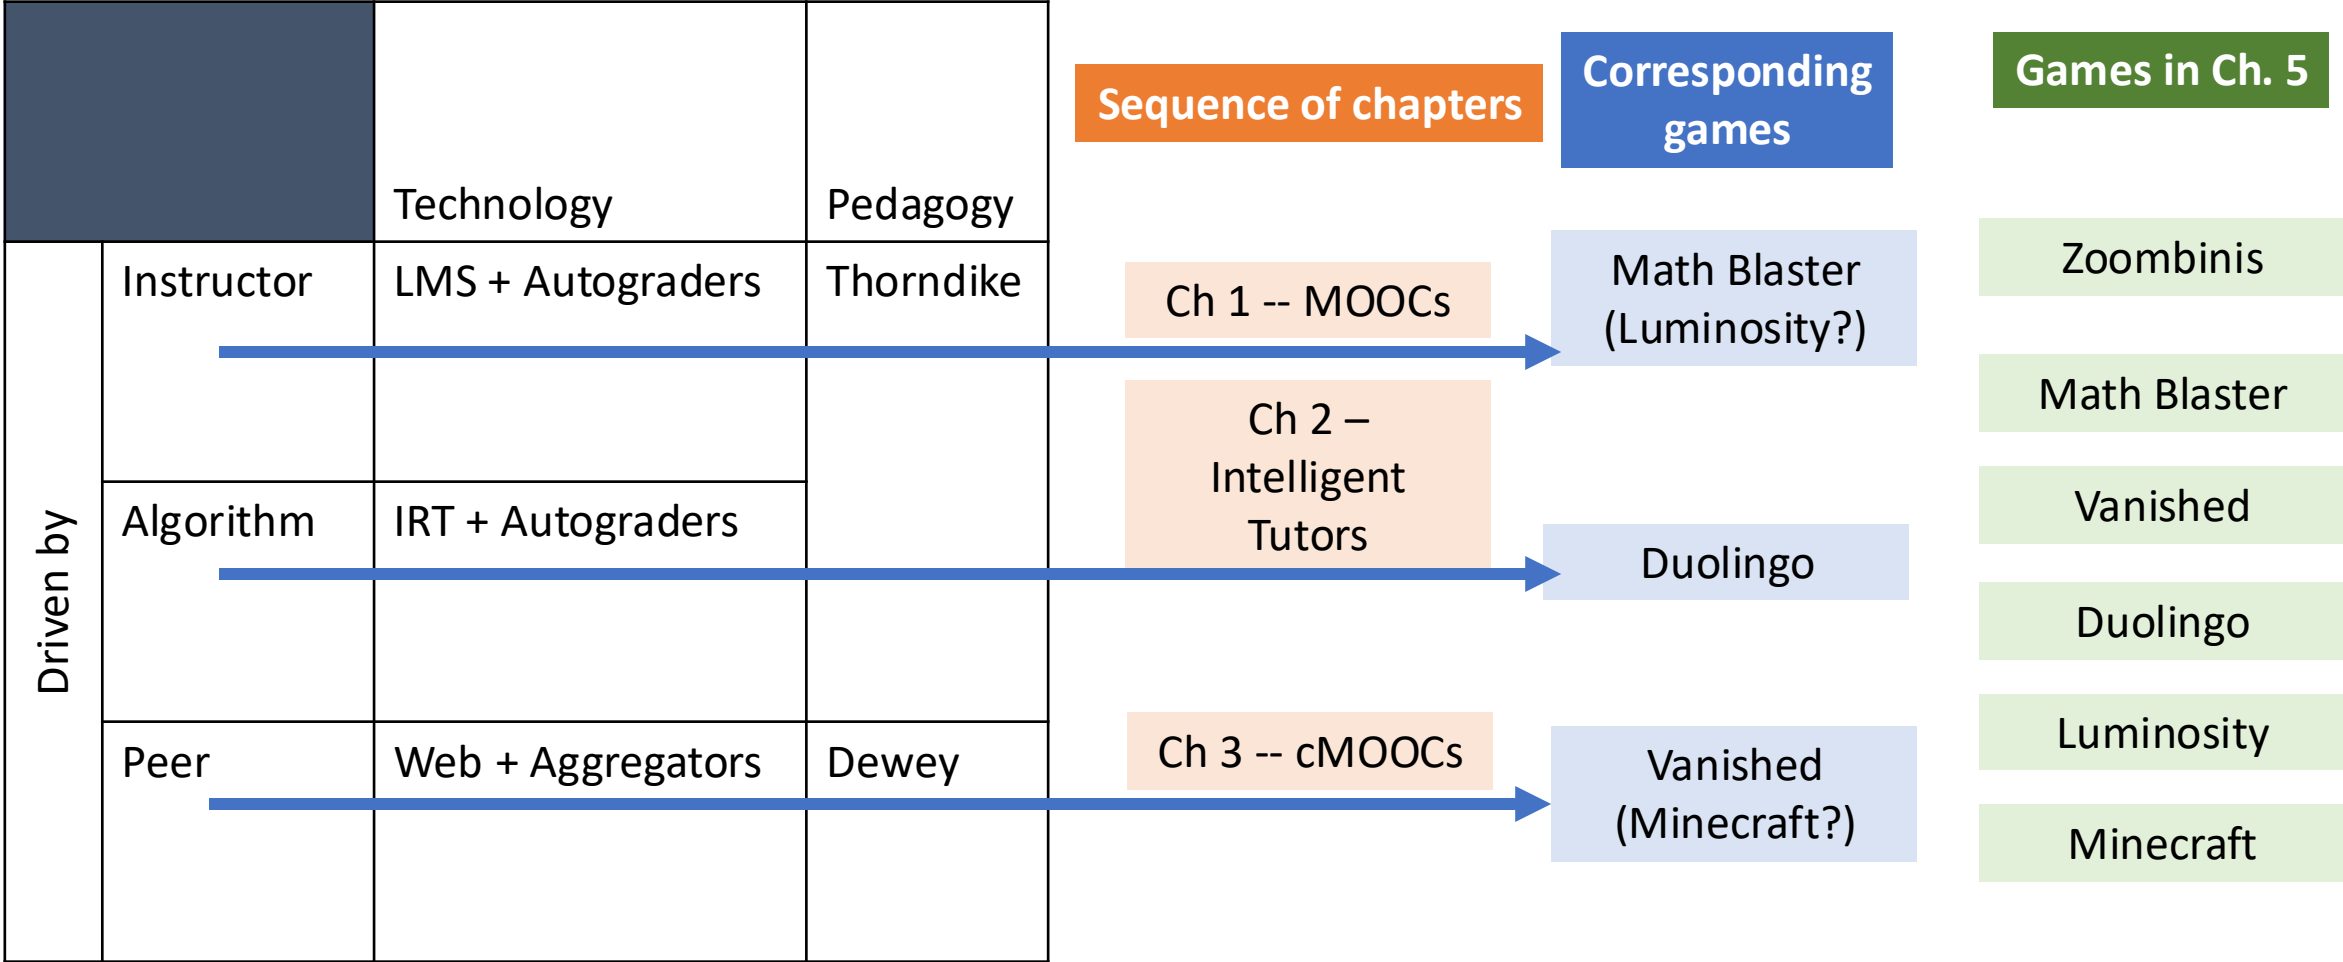 Technology
Pedagogy
Sequence of chapters
Corresponding
games
Games in Ch. 5
Driven by
Instructor
LMS + Autograders
Thorndike
Ch 1 -- MOOCs
Math Blaster
(Luminosity?)
Algorithm
IRT + Autograders
Ch 2 –
Intelligent
Tutors
Duolingo
Peer
Web + Aggregators
Dewey
Ch 3 -- cMOOCs
Vanished
(Minecraft?)
Zoombinis
Math Blaster
Vanished
Duolingo
Luminosity
Minecraft